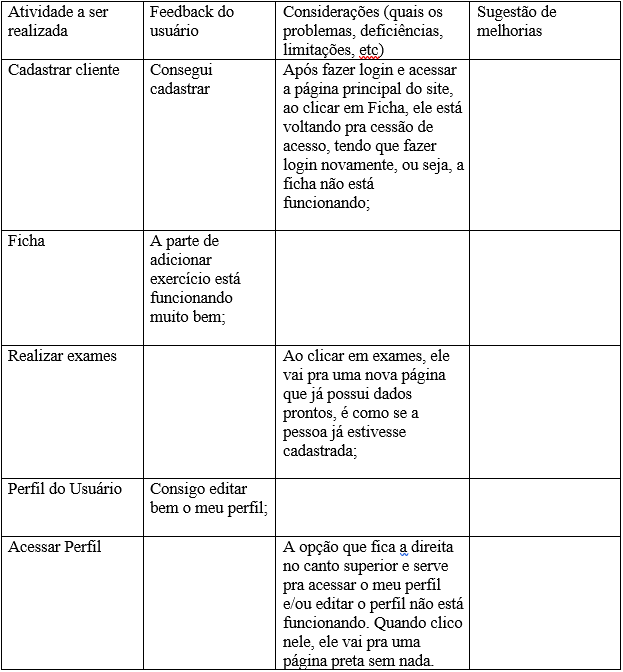 Atividade a ser
realizada
Feedback do
usuário
Considerações (quais os
problemas, deficiências,
limitações, etc)
Sugestão de
melhorias
Cadastrar cliente
Consegui
cadastrar
Após fazer login e acessar
a página principal do site,
ao clicar em Ficha, ele está
voltando pra cessão de
acesso, tendo que fazer
login novamente, ou seja, a
ficha não está
funcionando;
Ficha
A parte de
adicionar
exercício está
funcionando
muito bem;
Realizar exames
Ao clicar em exames, ele
vai pra uma nova página
que já possui dados
prontos, é como se a
pessoa já estivesse
cadastrada;
Perfil do Usuário
Consigo editar
bem o meu perfil;
Acessar Perfil
A opção que fica a direita
no canto superior e serve
pra acessar o meu perfil
e/ou editar o perfil não está
funcionando. Quando clico
nele, ele vai pra uma
página preta sem nada.